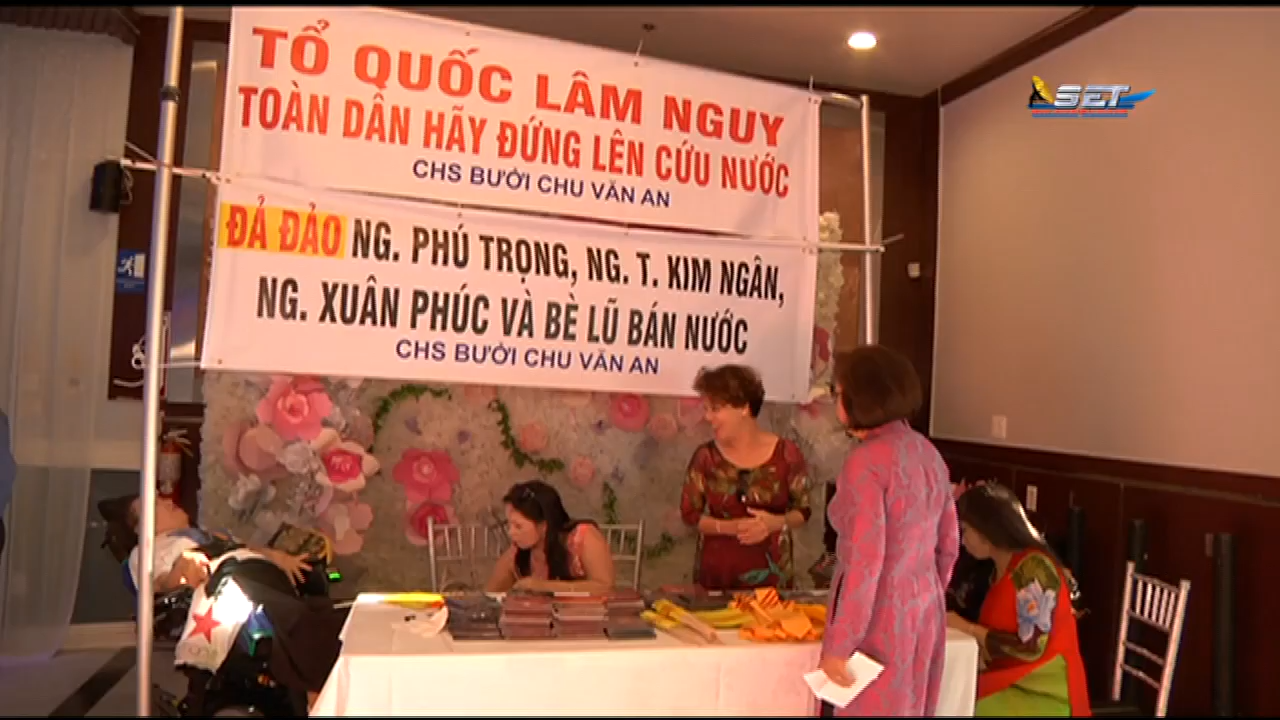 TỔ QUỐC LÂM NGUY
TOÀN DÂN HÃY ĐỨNG LÊN CỨU NƯỚC
CHS BƯỞI CHU VĂN AN
ĐẢ ĐẢO NG. PHÚ TRỌNG, NG. T. KIM NGÂN,
NG. XUÂN PHÚC VÀ BÈ LŨ BÁN NƯỚC
CHS BƯỞI CHU VĂN AN
SET